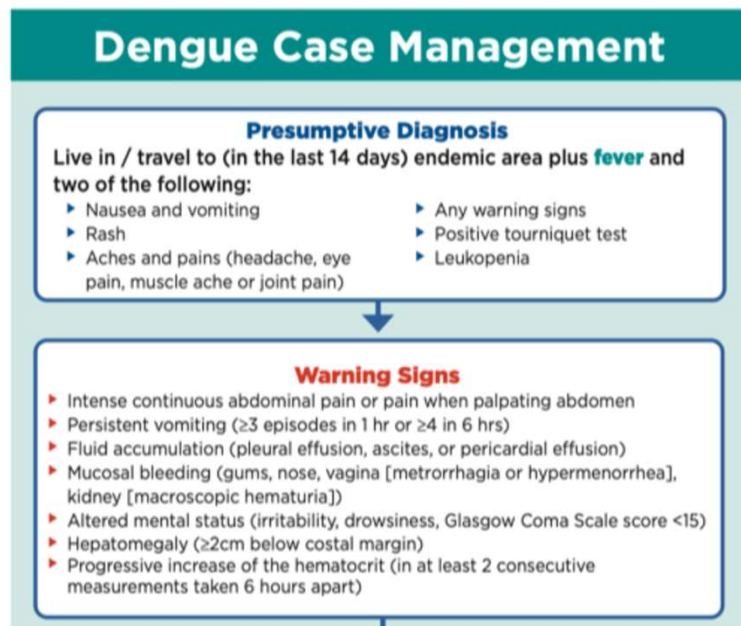 Dengue Case Management
Presumptive Diagnosis
Live in / travel to (in the last 14 days) endemic area plus fever and
two of the following:
Nausea and vomiting
Rash
Aches and pains (headache, eye
pain, muscle ache or joint pain)
Any warning signs
Positive tourniquet test
Leukopenia
Warning Signs
Intense continuous abdominal pain or pain when palpating abdomen
Persistent vomiting (≥3 episodes in 1 hr or ≥4 in 6 hrs)
Fluid accumulation (pleural effusion, ascites, or pericardial effusion)
Mucosal bleeding (gums, nose, vagina [metrorrhagia or hypermenorrhea],
kidney [macroscopic hematuria])
Altered mental status (irritability, drowsiness, Glasgow Coma Scale score <15)
Hepatomegaly (≥2cm below costal margin)
Progressive increase of the hematocrit (in at least 2 consecutive
measurements taken 6 hours apart)